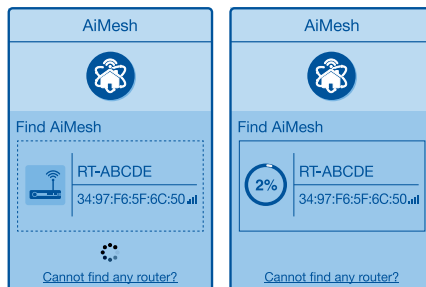 AiMesh
Find AiMesh
RT-ABCDE
34:97:F6:5F:6C:50
Cannot find any router?
AiMesh
Find AiMesh
2%
RT-ABCDE
34:97:F6:5F:6C:50
Cannot find any router?